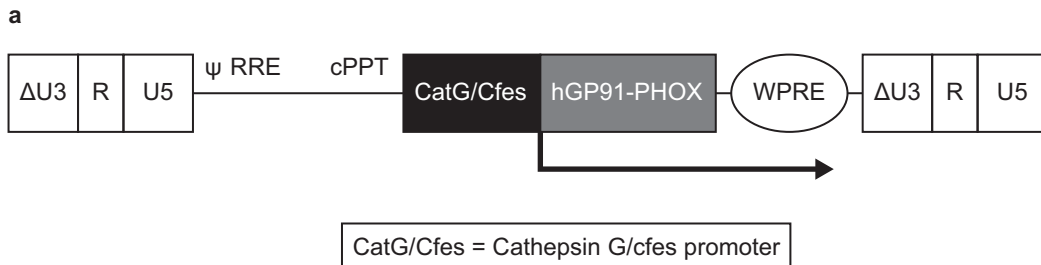 a
ψ RRE cPPT
ΔU3 R U5 CatG/Cfes hGP91-PHOX WPRE ΔU3 R U5
CatG/Cfes = Cathepsin G/cfes promoter